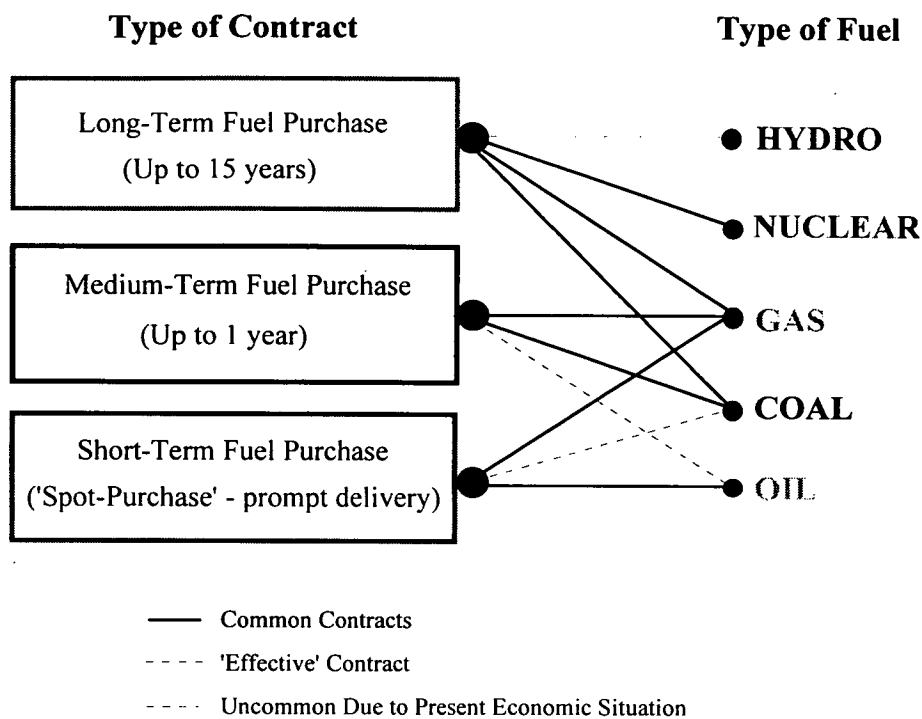 Type of Contract
Type of Fuel
Long-Term Fuel Purchase
(Up to 15 years)
HYDRO
NUCLEAR
Medium-Term Fuel Purchase
(Up to 1 year)
GAS
COAL
Short-Term Fuel Purchase
('Spot-Purchase' - prompt delivery)
OIL
Common Contracts
'Effective' Contract
Uncommon Due to Present Economic Situation